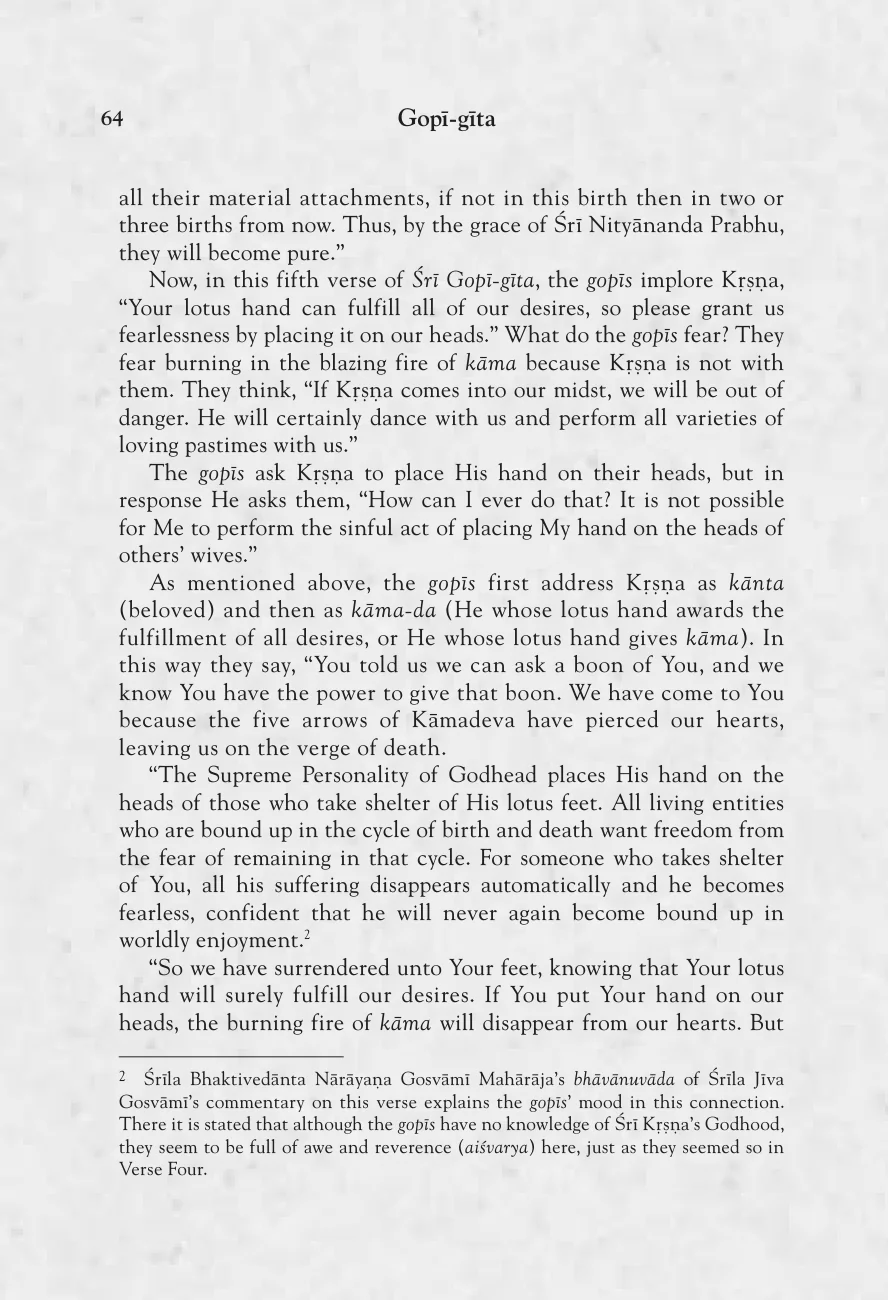 64
Gopī-gīta
all their material attachments, if not in this birth then in two or
three births from now. Thus, by the grace of Śrī Nityānanda Prabhu,
they will become pure.”
Now, in this fifth verse of Śrī Gopī-gīta, the gopīs implore Kṛṣṇa,
“Your lotus hand can fulfill all of our desires, so please grant us
fearlessness by placing it on our heads.” What do the gopīs fear? They
fear burning in the blazing fire of kāma because Kṛṣṇa is not with
them. They think, “If Kṛṣṇa comes into our midst, we will be out of
danger. He will certainly dance with us and perform all varieties of
loving pastimes with us.”
The gopīs ask Kṛṣṇa to place His hand on their heads, but in
response He asks them, “How can I ever do that? It is not possible
for Me to perform the sinful act of placing My hand on the heads of
others’ wives.”
As mentioned above, the gopīs first address Kṛṣṇa as kānta
(beloved) and then as kāma-da (He whose lotus hand awards the
fulfillment of all desires, or He whose lotus hand gives kāma). In
this way they say, “You told us we can ask a boon of You, and we
know You have the power to give that boon. We have come to You
because the five arrows of Kāmadeva have pierced our hearts,
leaving us on the verge of death.
“The Supreme Personality of Godhead places His hand on the
heads of those who take shelter of His lotus feet. All living entities
who are bound up in the cycle of birth and death want freedom from
the fear of remaining in that cycle. For someone who takes shelter
of You, all his suffering disappears automatically and he becomes
fearless, confident that he will never again become bound up in
worldly enjoyment.2
“So we have surrendered unto Your feet, knowing that Your lotus
hand will surely fulfill our desires. If You put Your hand on our
heads, the burning fire of kāma will disappear from our hearts. But
2 Śrīla Bhaktivedānta Nārāyaṇa Gosvāmī Mahārāja’s bhāvānuvāda of Śrīla Jīva
Gosvāmī’s commentary on this verse explains the gopīs’ mood in this connection.
There it is stated that although the gopīs have no knowledge of Śrī Kṛṣṇa’s Godhood,
they seem to be full of awe and reverence (aiśvarya) here, just as they seemed so in
Verse Four.